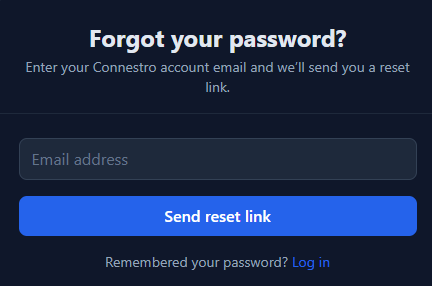 Forgot your password?
Enter your Connestro account email and we'll send you a reset
link.
Email address
Send reset link
Remembered your password? Log in